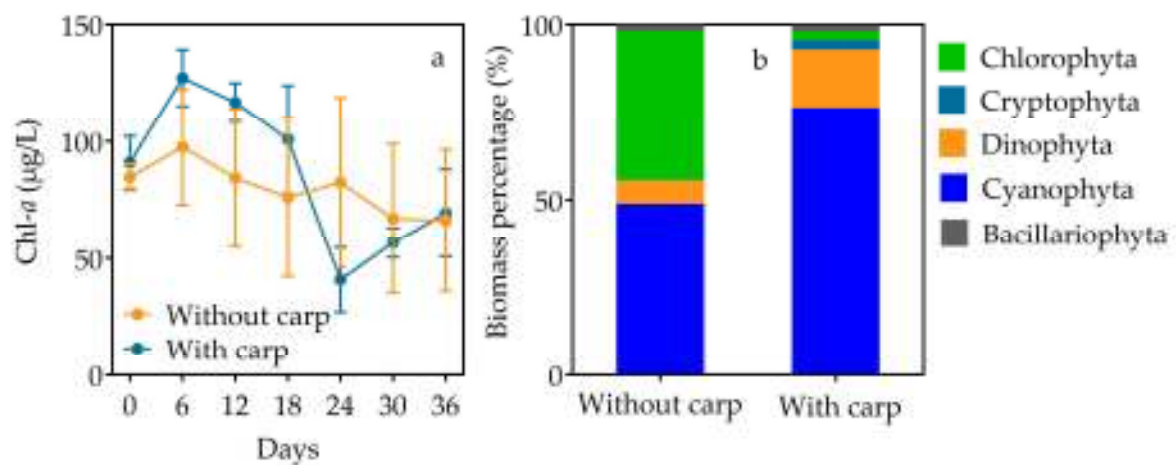 150
100
50
0
Chl-a (µg/L)
a
Without carp
With carp
0 6 12 18 24 30 36
Days
100
50
0
Biomass percentage (%)
b
Without carp With carp
Chlorophyta
Cryptophyta
Dinophyta
Cyanophyta
Bacillariophyta